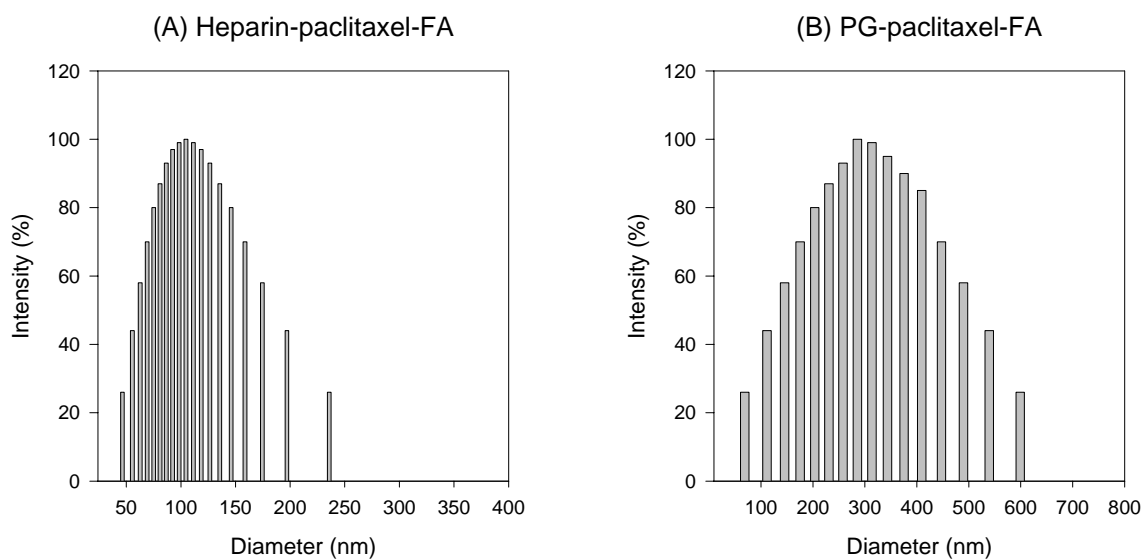 (A) Heparin-paclitaxel-FA
Intensity (%)
120
100
80
60
40
20
0
50 100 150 200 250 300 350 400
Diameter (nm)
(B) PG-paclitaxel-FA
Intensity (%)
120
100
80
60
40
20
0
100 200 300 400 500 600 700 800
Diameter (nm)